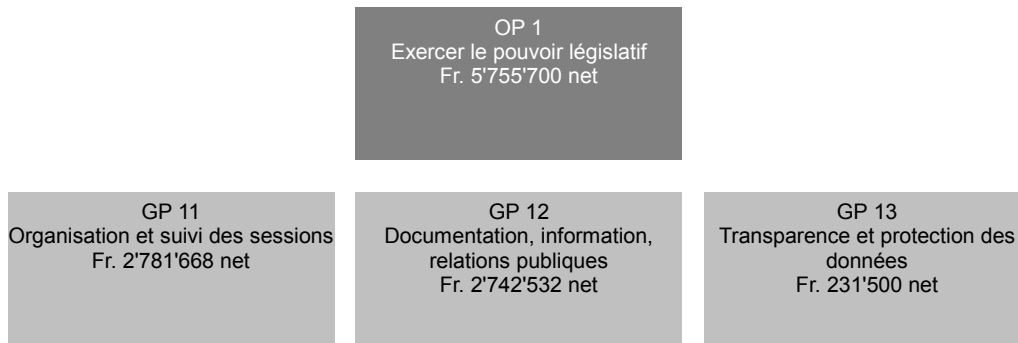 OP 1
Exercer le pouvoir législatif
Fr. 5'755'700 net
GP 11
Organisation et suivi des sessions
Fr. 2'781'668 net
GP 12
Documentation, information,
relations publiques
Fr. 2'742'532 net
GP 13
Transparence et protection des
données
Fr. 231'500 net